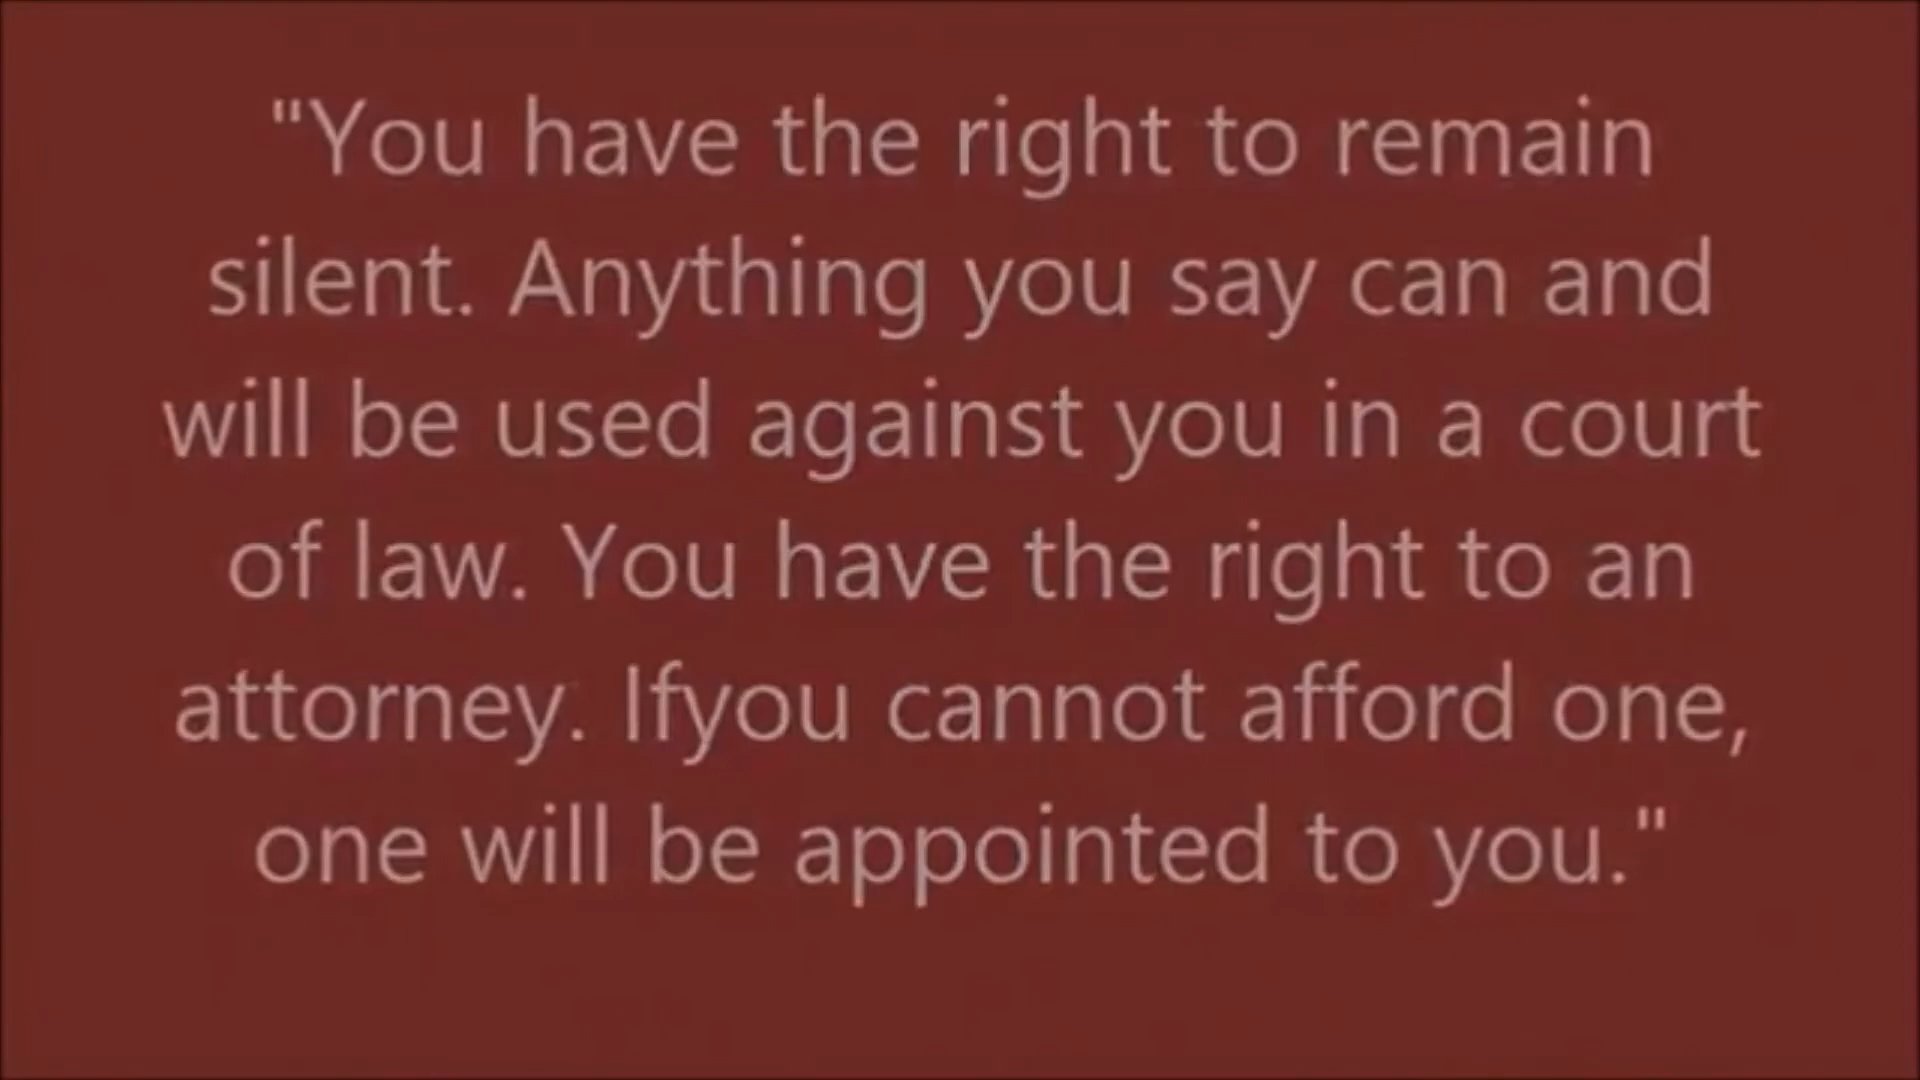 "You have the right to remain
silent. Anything you say can and
will be used against you in a court
of law. You have the right to an
attorney. Ifyou cannot afford one,
one will be appointed to you."